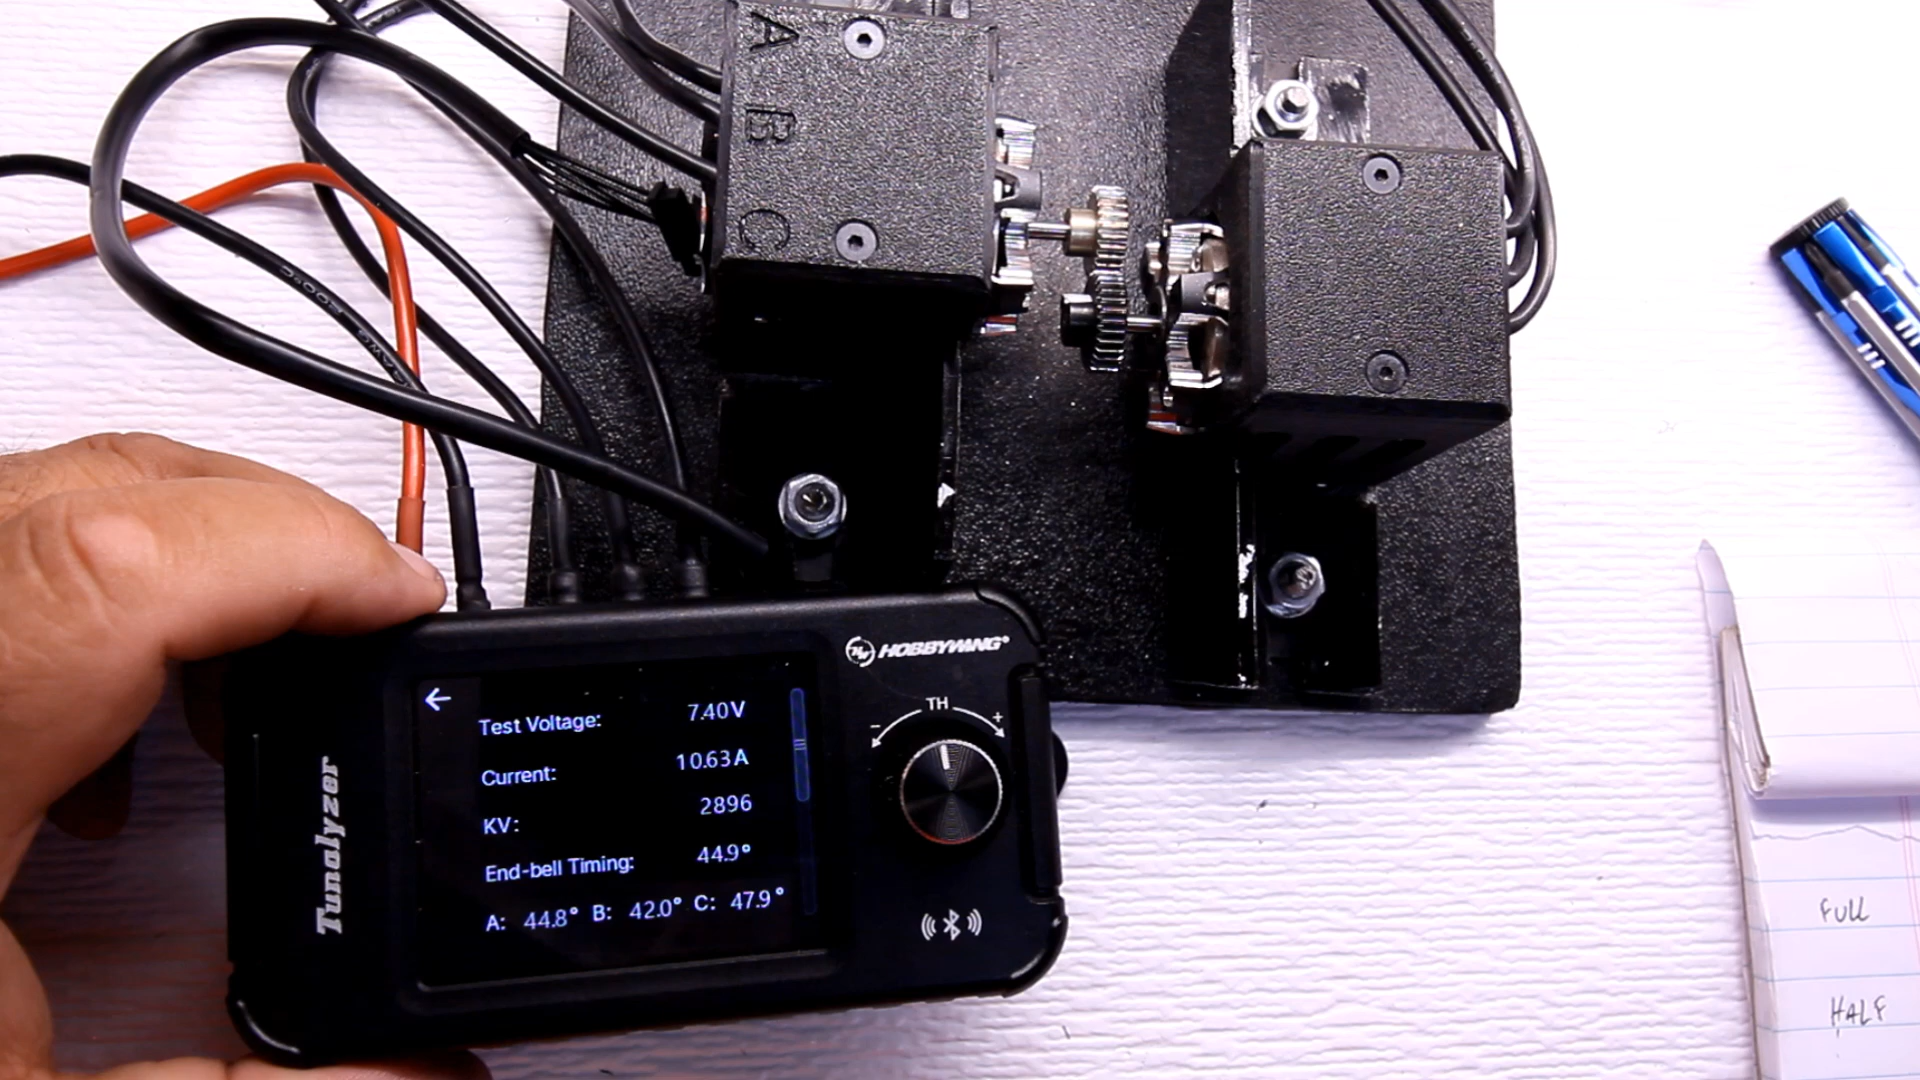 A
B
C
HOBBYWING
TH
- +
Tunalyzer
Test Voltage: 7.40V
Current: 10.63A
KV: 2896
End-bell Timing: 44.9°
A: 44.8° B: 42.0° C: 47.9°
FULL
HALF